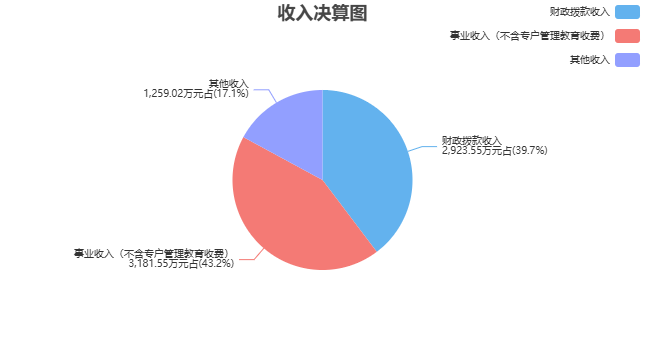 收入决算图
财政拨款收入
事业收入（不含专户管理教育收费）
其他收入
其他收入
1,259.02万元占(17.1%)
财政拨款收入
2,923.55万元占(39.7%)
事业收入（不含专户管理教育收费）
3,181.55万元占(43.2%)